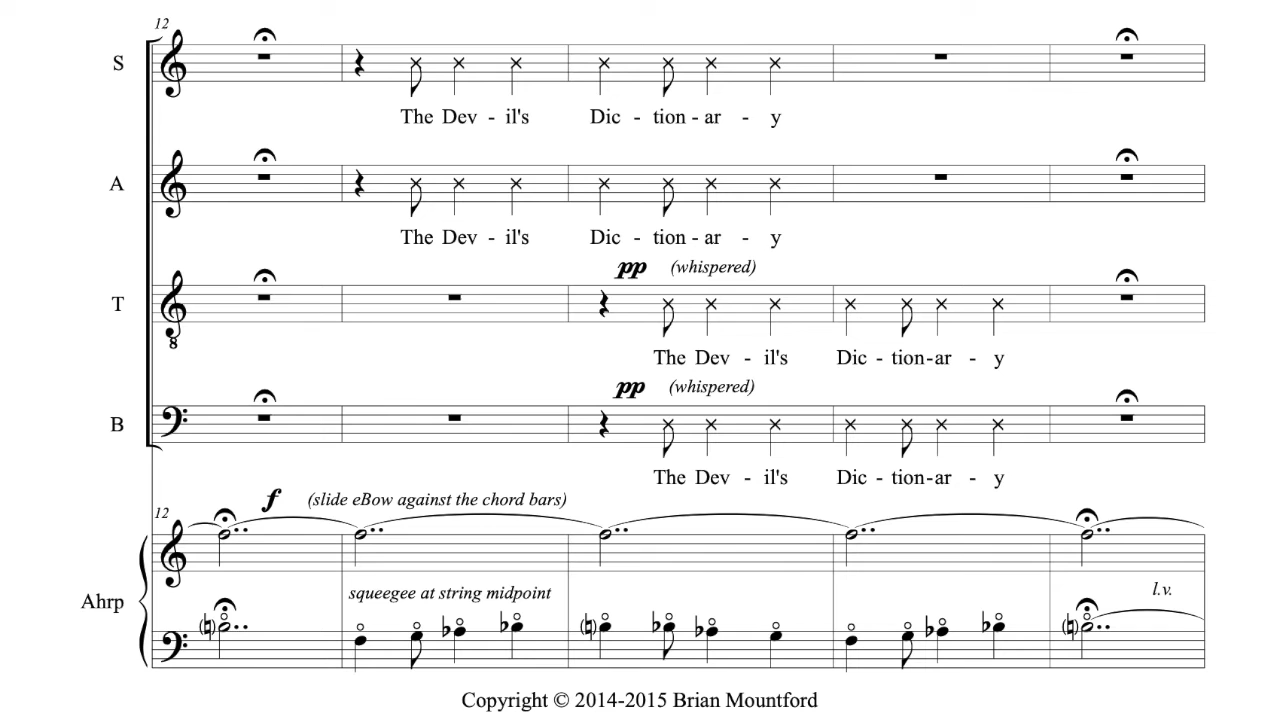 12
S
The Dev - il's Dic - tion - ar - y
A
The Dev - il's Dic - tion - ar - y
pp (whispered)
T
8
The Dev - il's Dic - tion - ar - y
pp (whispered)
B
The Dev - il's Dic - tion - ar - y
f (slide eBow against the chord bars)
12
squeegee at string midpoint l.v.
Ahrp
Copyright © 2014-2015 Brian Mountford